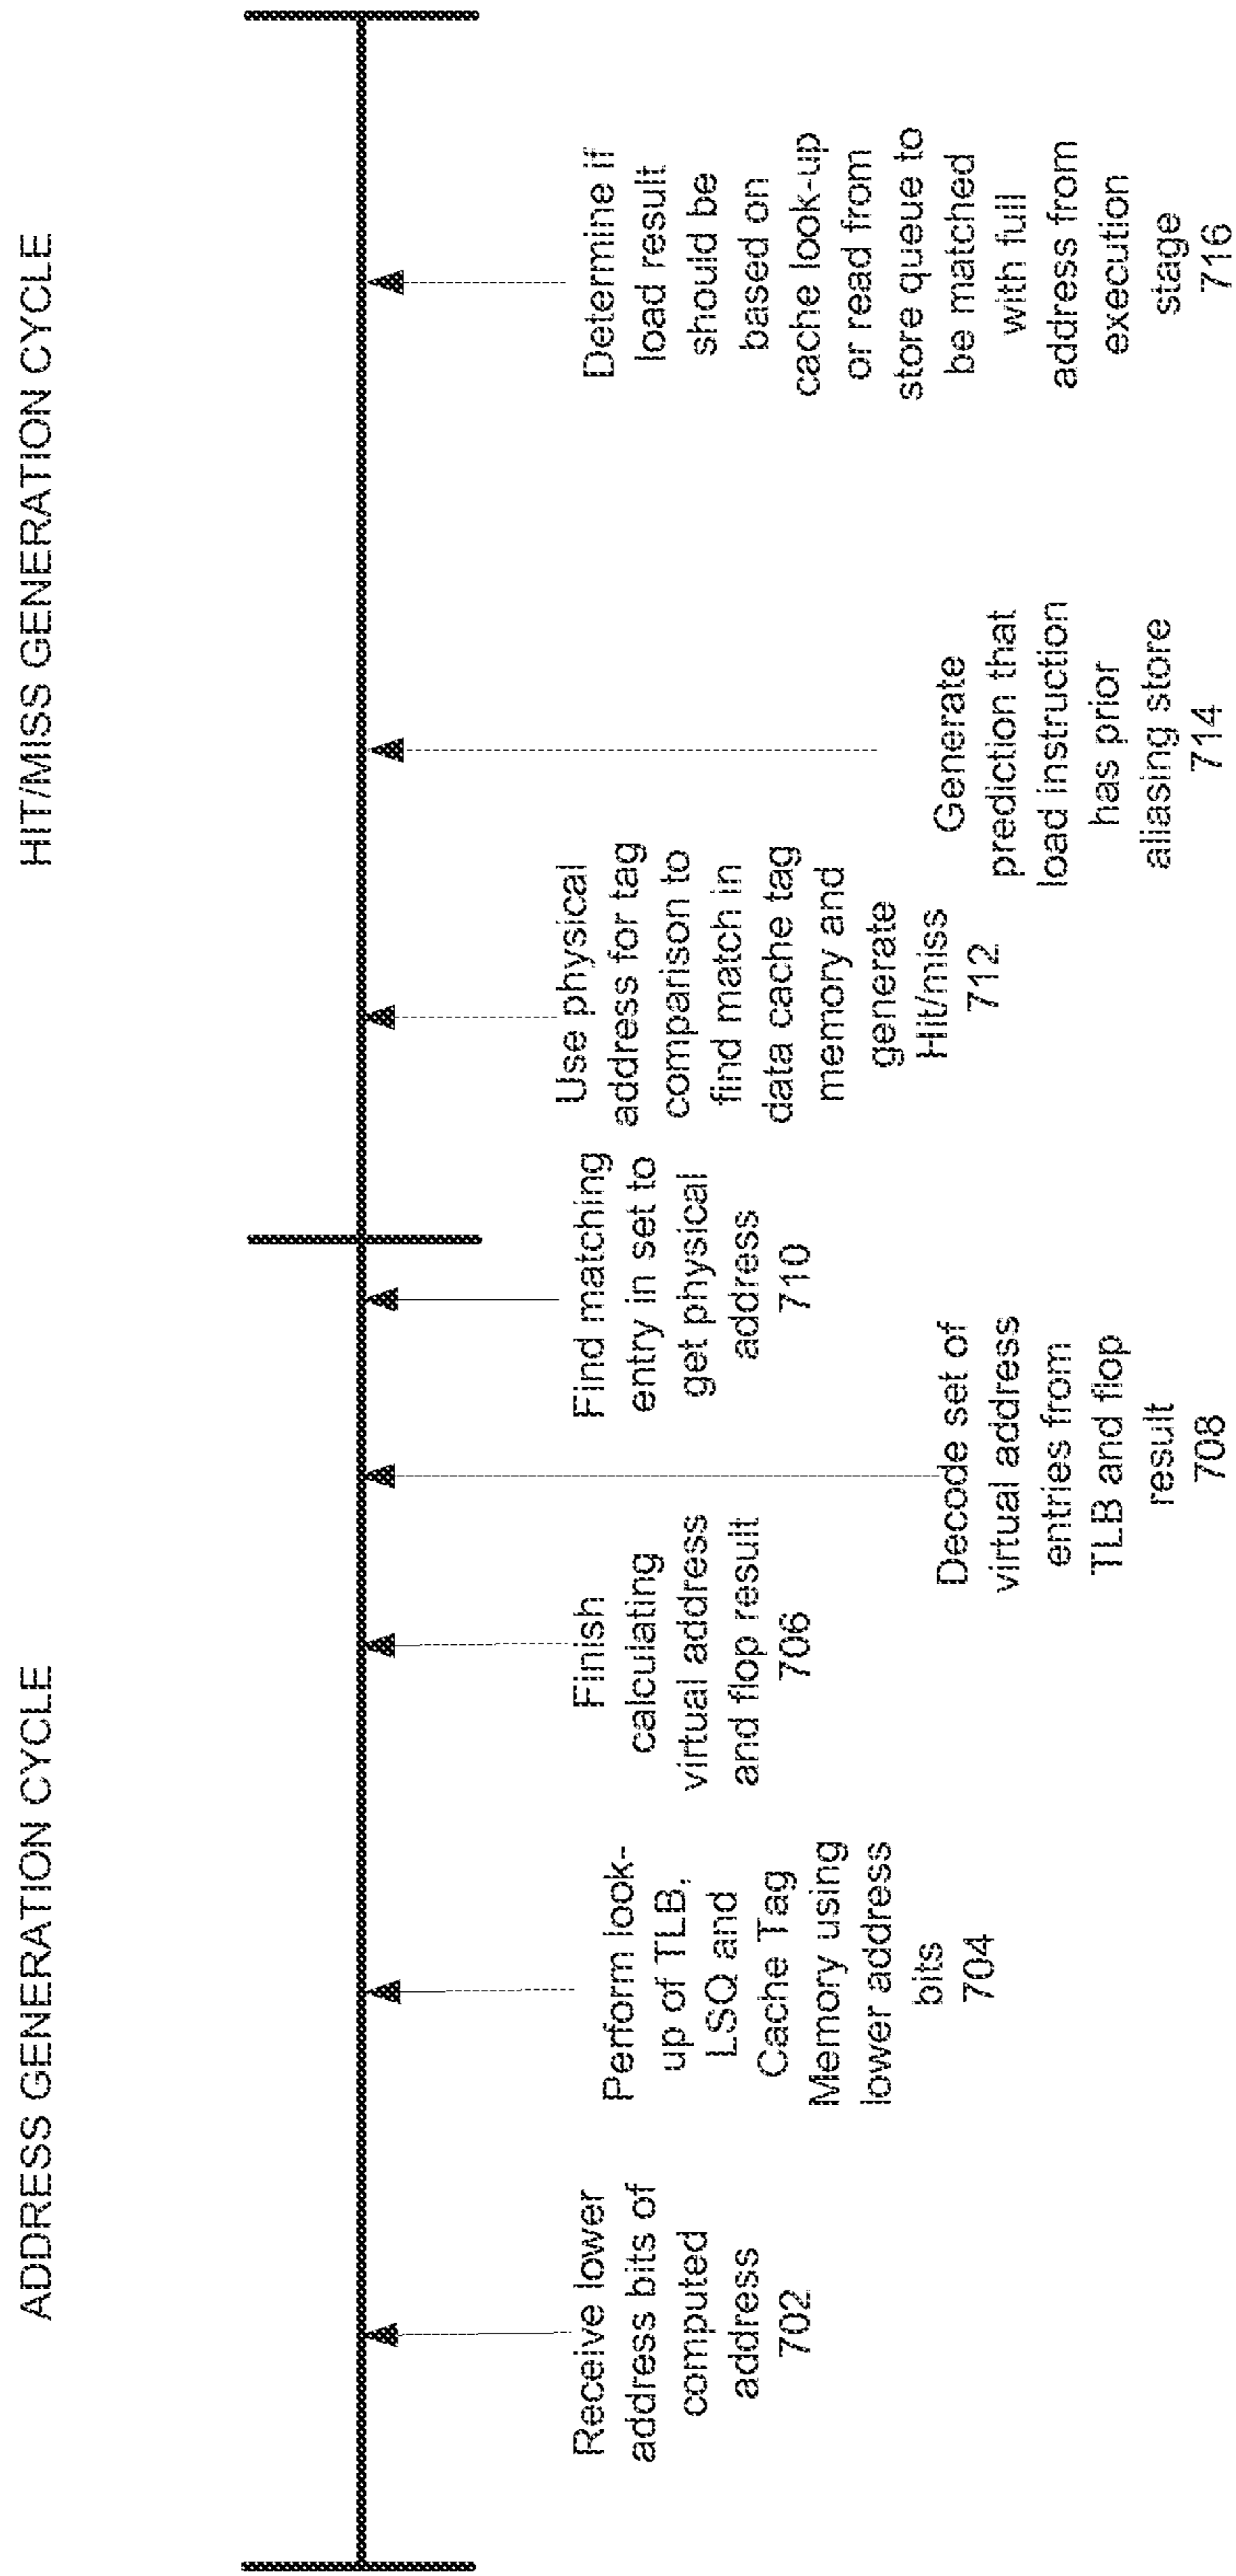 ADDRESS GENERATION CYCLE
HIT/MISS GENERATION CYCLE
Receive lower
address bits of
computed
address
702
Perform look-
up of TLB,
LSQ and
Cache Tag
Memory using
lower address
bits
704
Finish
calculating
virtual address
and flop result
706
Decode set of
virtual address
entries from
TLB and flop
result
708
Find matching
entry in set to
get physical
address
710
Use physical
address for tag
comparison to
find match in
data cache tag
memory and
generate
Hit/miss
712
Generate
prediction that
load instruction
has prior
aliasing store
714
Determine if
load result
should be
based on
cache look-up
or read from
store queue to
be matched
with full
address from
execution
stage
716